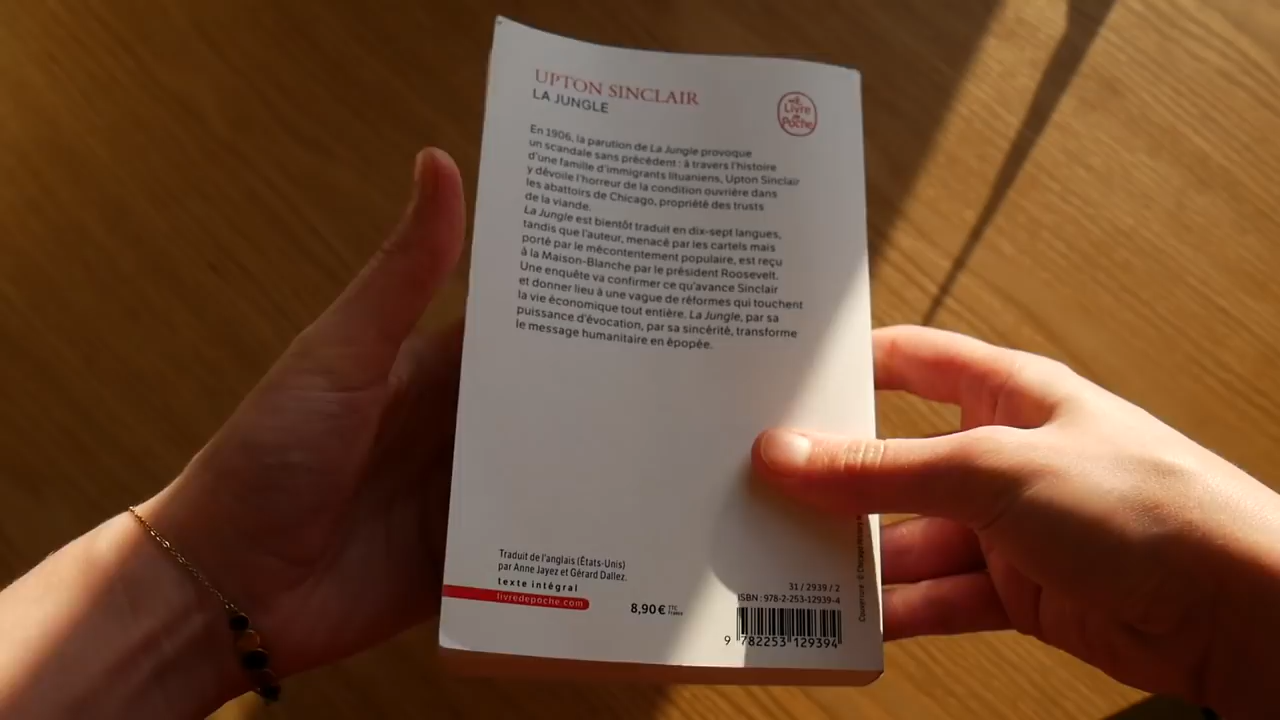 UPTON SINCLAIR
LA JUNGLE
Le
Livre
de
Poche
En 1906, la parution de La Jungle provoque
un scandale sans précédent : à travers l'histoire
d'une famille d'immigrants lituaniens, Upton Sinclair
y dévoile l'horreur de la condition ouvrière dans
les abattoirs de Chicago, propriété des trusts
de la viande.
La Jungle est bientôt traduit en dix-sept langues,
tandis que l'auteur, menacé par les cartels mais
porté par le mécontentement populaire, est reçu
à la Maison-Blanche par le président Roosevelt.
Une enquête va confirmer ce qu'avance Sinclair
et donner lieu à une vague de réformes qui touchent
la vie économique tout entière. La Jungle, par sa
puissance d'évocation, par sa sincérité, transforme
le message humanitaire en épopée.
Traduit de l'anglais (États-Unis)
par Anne Jayez et Gérard Dallez.
texte intégral
livredepoche.com
8,90 € TTC
France
31 / 2939 / 2
ISBN : 978-2-253-12939-4
9 782253 129394
Couverture : © Chicago History